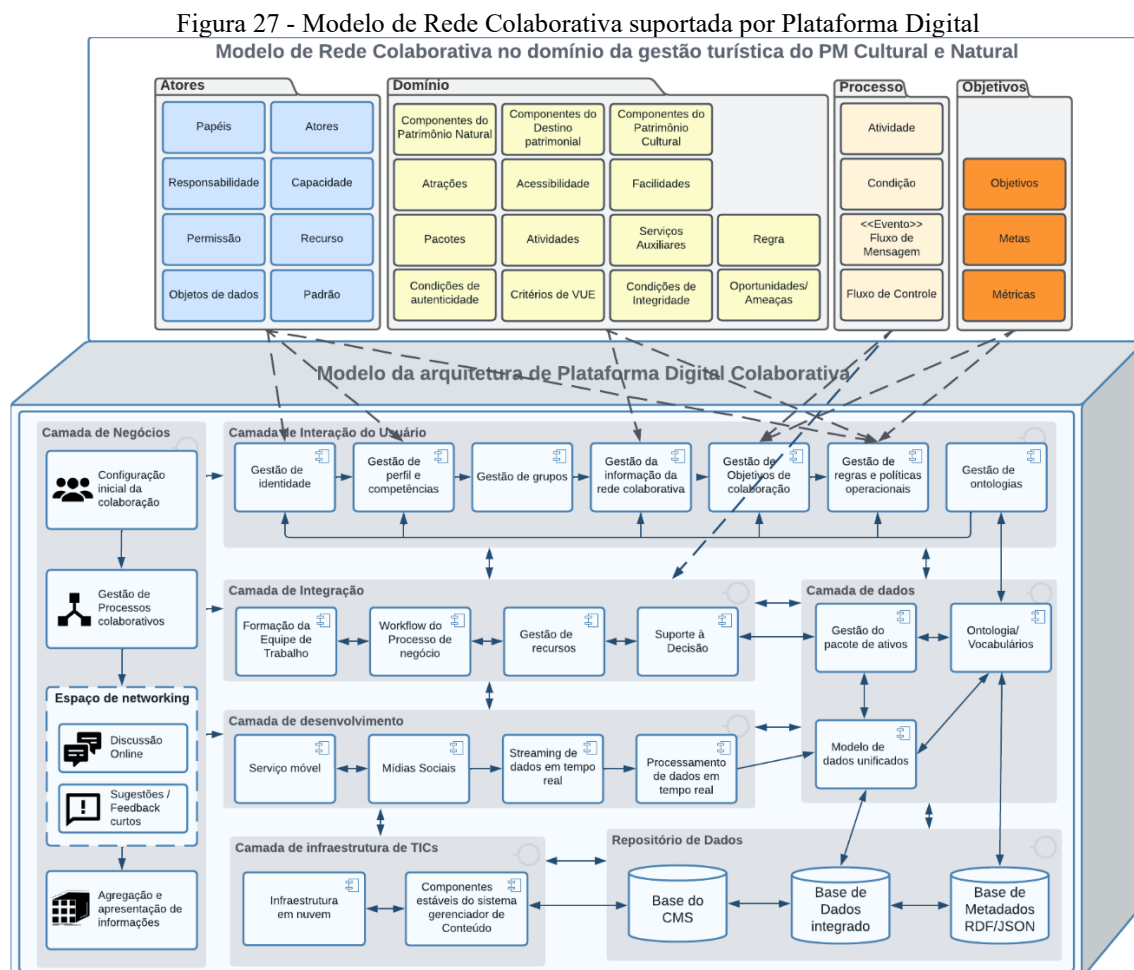 Figura 27 - Modelo de Rede Colaborativa suportada por Plataforma Digital
Modelo de Rede Colaborativa no domínio da gestão turística do PM Cultural e Natural
Atores
Papéis
Atores
Responsabilidade
Capacidade
Permissão
Recurso
Objetos de dados
Padrão
Domínio
Componentes do
Patrimônio Natural
Componentes do
Destino
patrimonial
Componentes do
Patrimônio
Cultural
Atrações
Acessibilidade
Facilidades
Pacotes
Atividades
Serviços
Auxiliares
Regra
Condições de
autenticidade
Critérios de VUE
Condições de
Integridade
Oportunidades/
Ameaças
Processo
Atividade
Condição
<<Evento>>
Fluxo de
Mensagem
Fluxo de Controle
Objetivos
Objetivos
Metas
Métricas
Modelo da arquitetura de Plataforma Digital Colaborativa
Camada de Negócios
Configuração
inicial da
colaboração
Gestão de
Processos
colaborativos
Espaço de networking
Discussão
Online
Sugestões /
Feedback
curtos
Agregação e
apresentação de
informações
Camada de Interação do Usuário
Gestão de
identidade
Gestão de
perfil e
competências
Gestão de grupos
Gestão da
informação da
rede colaborativa
Gestão de
Objetivos de
colaboração
Gestão de
regras e políticas
operacionais
Gestão de
ontologias
Camada de Integração
Formação da
Equipe de
Trabalho
Workflow do
Processo de
negócio
Gestão de
recursos
Suporte à
Decisão
Camada de dados
Gestão do
pacote de ativos
Ontologia/
Vocabulários
Modelo de
dados unificados
Camada de desenvolvimento
Serviço móvel
Mídias Sociais
Streaming de
dados em tempo
real
Processamento
de dados em
tempo real
Camada de infraestrutura de TICs
Infraestrutura
em nuvem
Componentes
estáveis do sistema
gerenciador de
Conteúdo
Repositório de Dados
Base do
CMS
Base de
Dados
integrado
Base de
Metadados
RDF/JSON